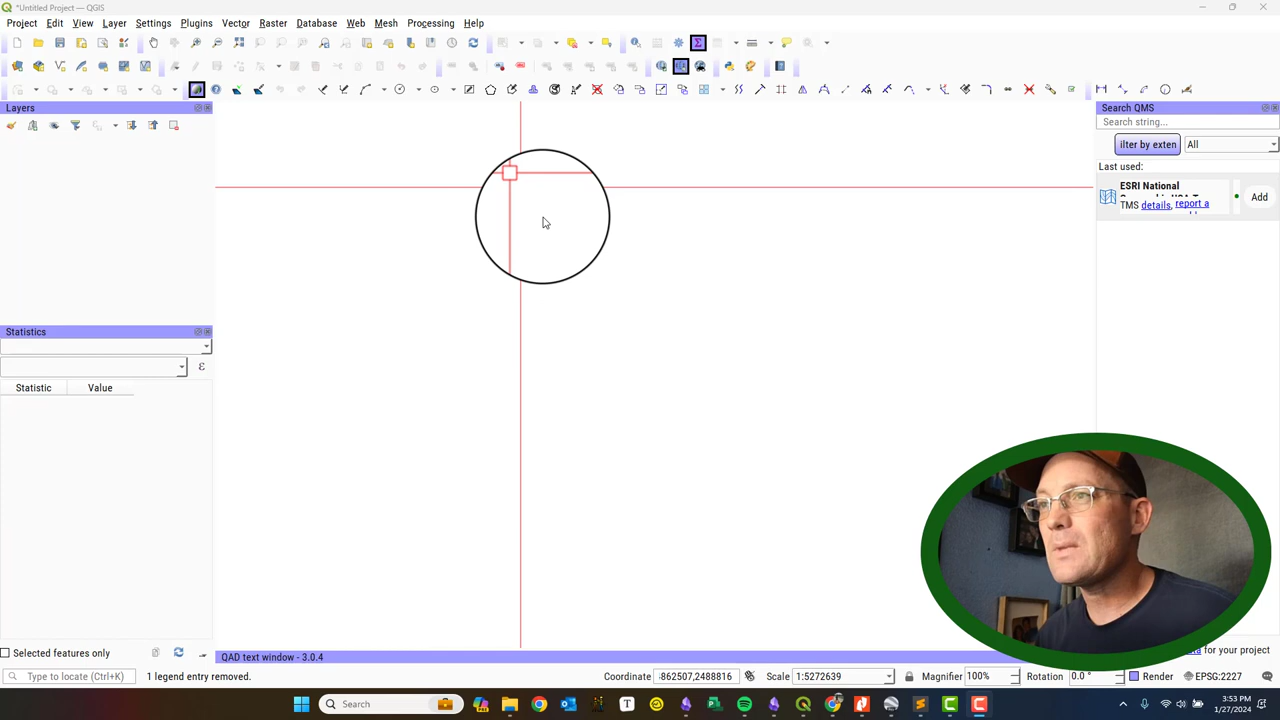 *Untitled Project — QGIS
Project Edit View Layer Settings Plugins Vector Raster Database Web Mesh Processing Help
Layers
Search QMS
Search string...
ilter by exten All
Last used:
ESRI National
TMS details, report a
Add
Statistics
ε
Statistic Value
Selected features only
for your project
QAD text window - 3.0.4
Type to locate (Ctrl+K)
1 legend entry removed.
Coordinate -862507,2488816
Scale 1:5272639
Magnifier 100%
Rotation 0.0 °
Render
EPSG:2227
Search
3:53 PM
1/27/2024